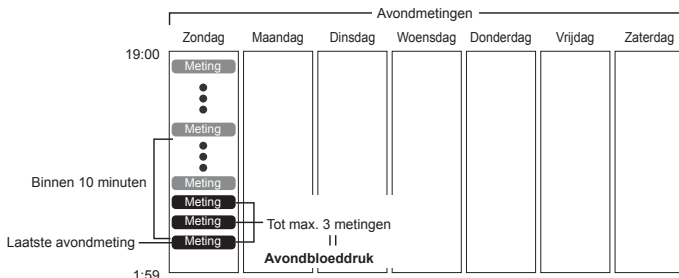 Avondmetingen
Zondag Maandag Dinsdag Woensdag Donderdag Vrijdag Zaterdag
19:00
Meting
Meting
Meting
Binnen 10 minuten
Meting
Meting
Tot max. 3 metingen
Laatste avondmeting
Meting
Avondbloeddruk
1:59